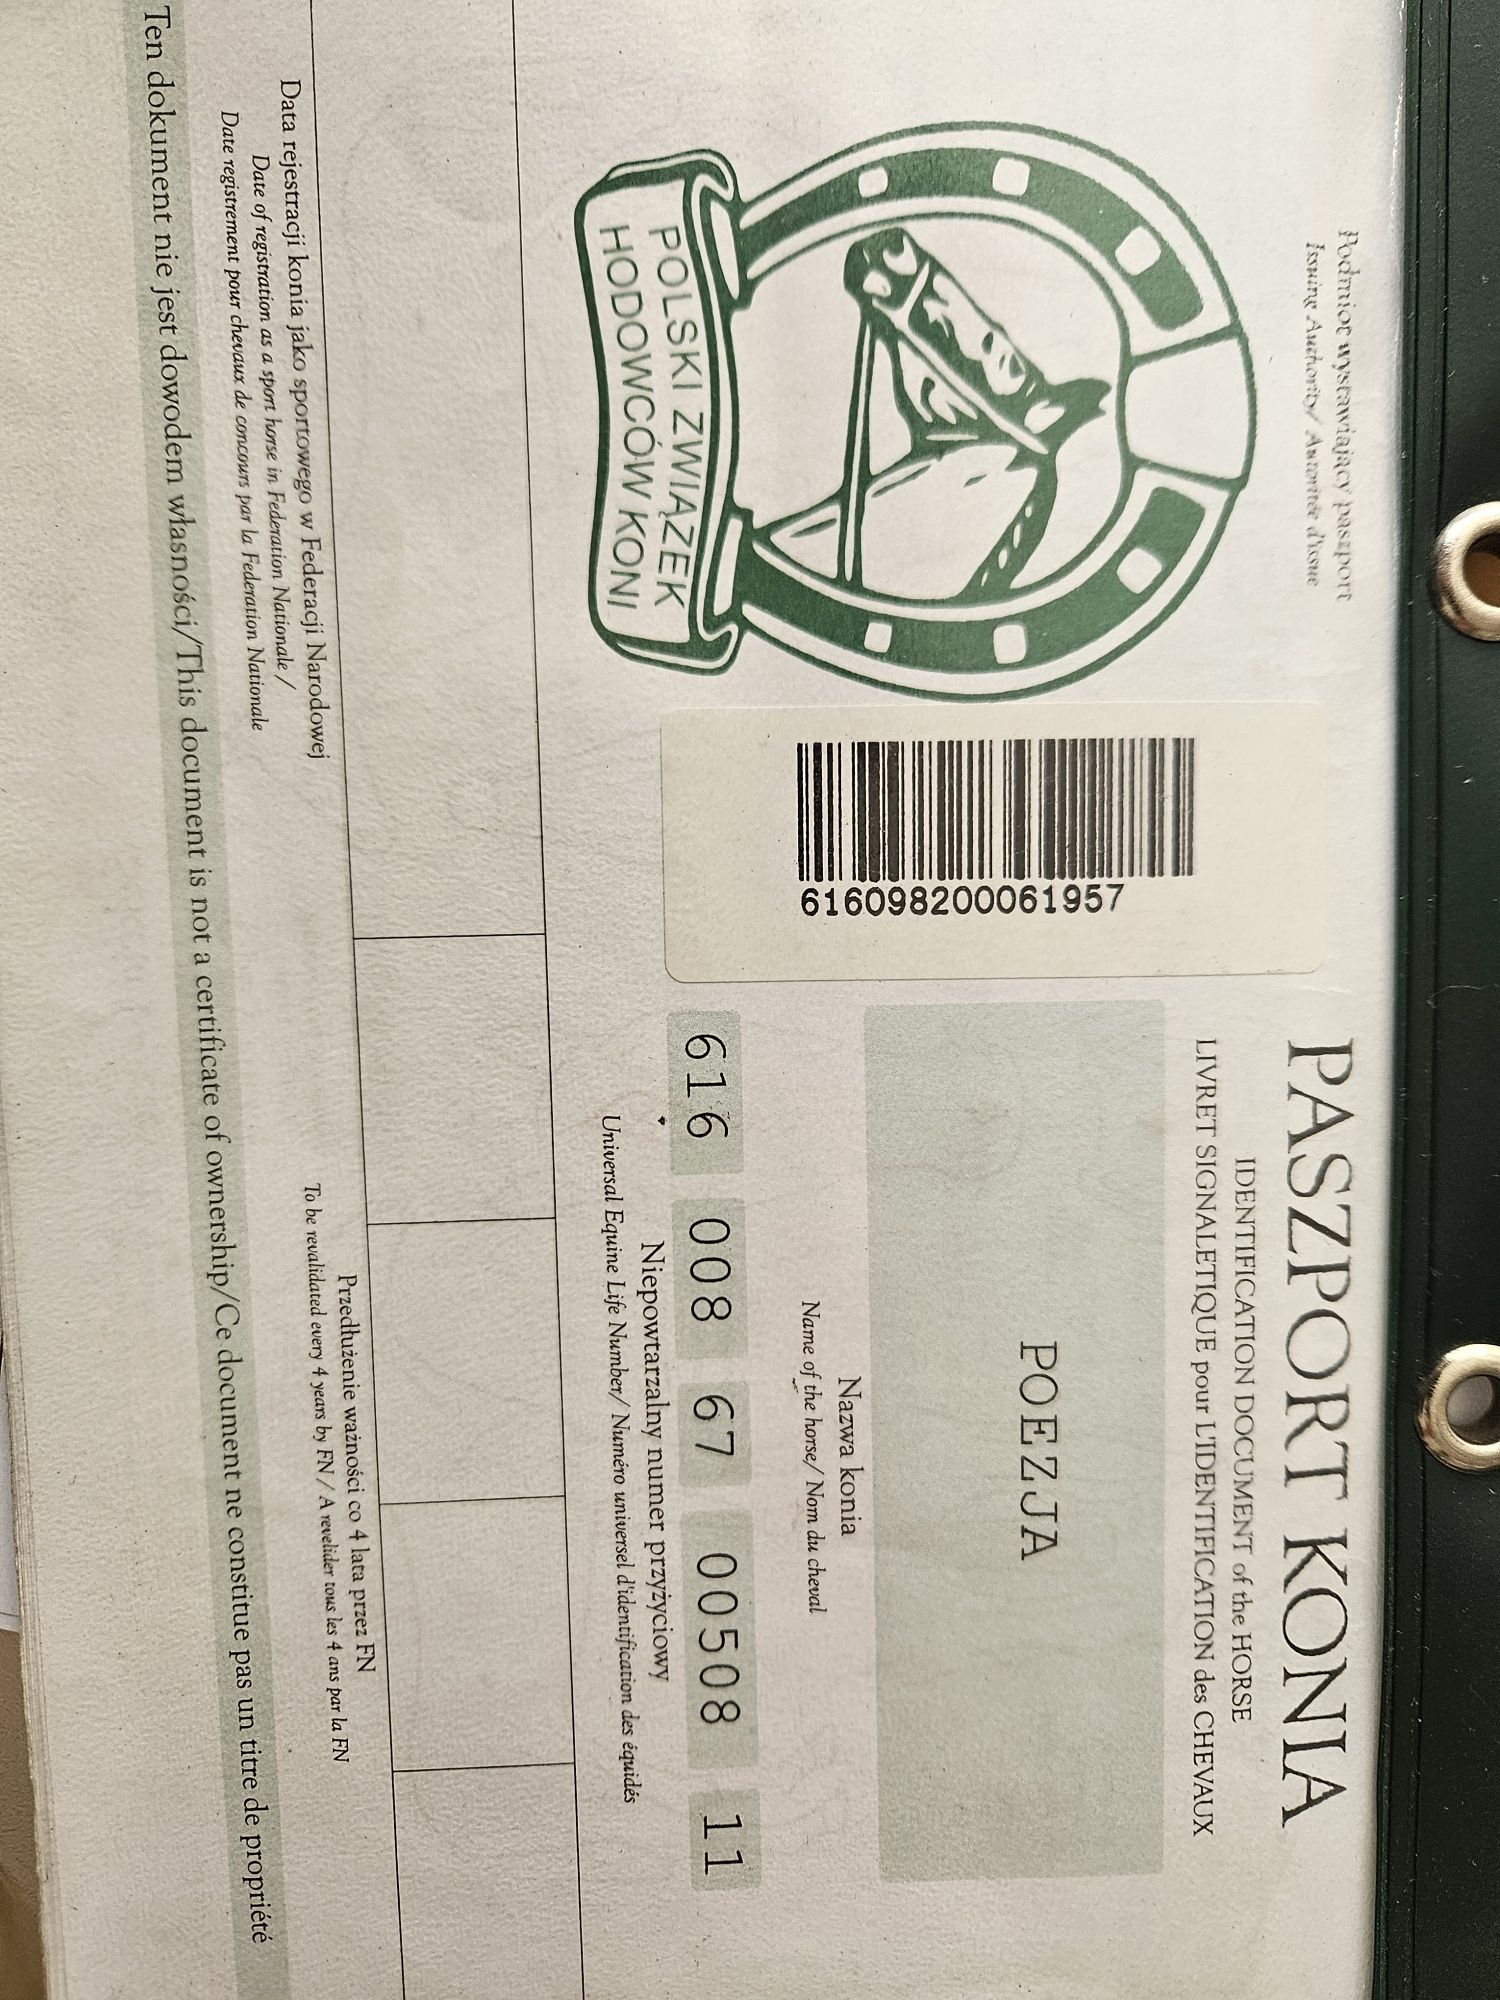 Podmiot wystawiający paszport
Issuing Authority/ Autorité d'issue
POLSKI ZWIĄZEK
HODOWCÓW KONI
616098200061957
PASZPORT KONIA
IDENTIFICATION DOCUMENT of the HORSE
LIVRET SIGNALETIQUE pour L'IDENTIFICATION des CHEVAUX
POEZJA
Nazwa konia
Name of the horse/ Nom du cheval
616 008 67 00508 11
Niepowtarzalny numer przyżyciowy
Universal Equine Life Number/ Numéro universel d'identification des équidés
Data rejestracji konia jako sportowego w Federacji Narodowej
Date of registration as a sport horse in Federation Nationale /
Date registrement pour chevaux de concours par la Federation Nationale
Przedłużenie ważności co 4 lata przez FN
To be revalidated every 4 years by FN / A revelider tous les 4 ans par la FN
Ten dokument nie jest dowodem własności/This document is not a certificate of ownership/Ce document ne constitue pas un titre de propriété